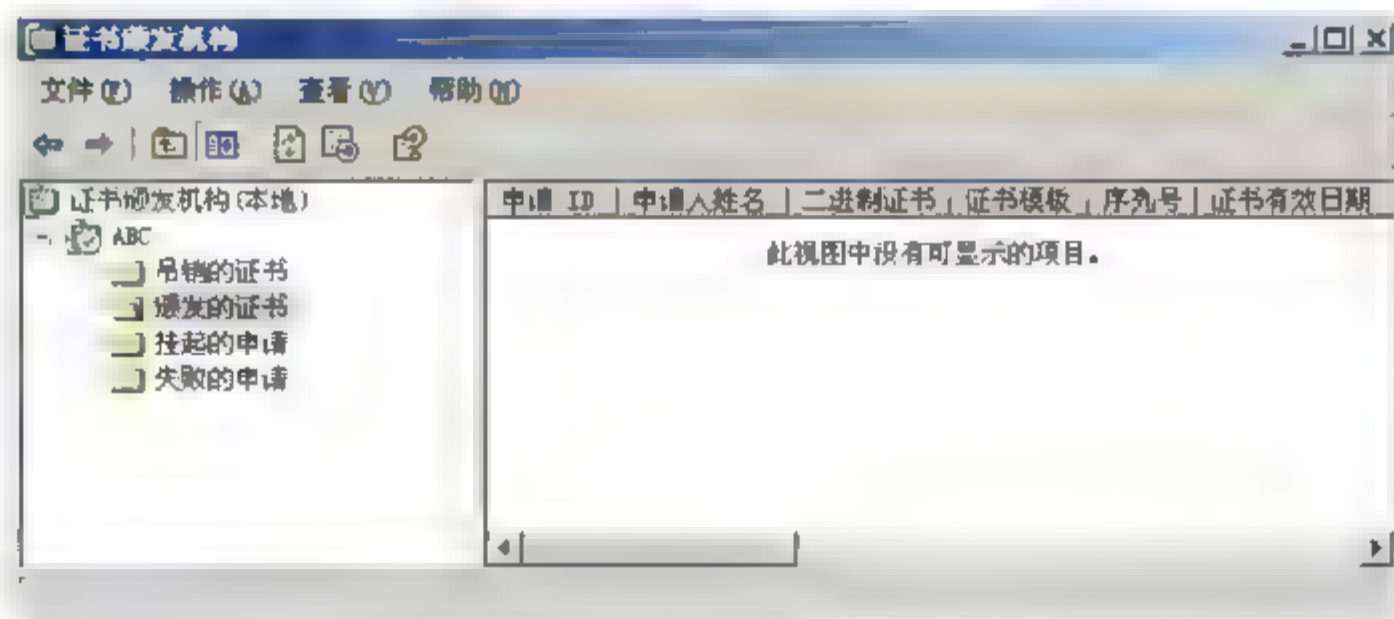 证书颁发机构
文件(F) 操作(A) 查看(V) 帮助(H)
证书颁发机构(本地)
ABC
吊销的证书
颁发的证书
挂起的申请
失败的申请
申请 ID 申请人姓名 二进制证书 证书模板 序列号 证书有效日期
此视图中没有可显示的项目。